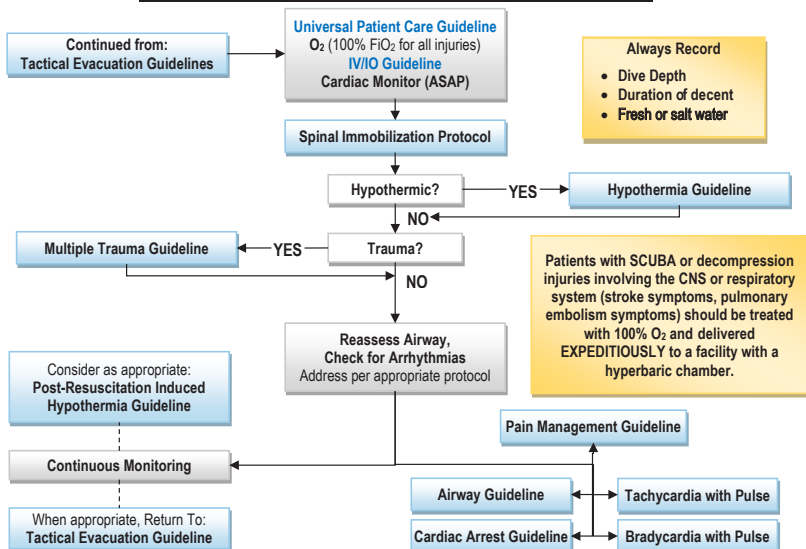 Continued from:
Tactical Evacuation Guidelines
Universal Patient Care Guideline
O₂ (100% FiO₂ for all injuries)
IV/IO Guideline
Cardiac Monitor (ASAP)
Always Record
• Dive Depth
• Duration of decent
• Fresh or salt water
Spinal Immobilization Protocol
Hypothermic?
YES
Hypothermia Guideline
NO
Multiple Trauma Guideline
YES
Trauma?
NO
Patients with SCUBA or decompression
injuries involving the CNS or respiratory
system (stroke symptoms, pulmonary
embolism symptoms) should be treated
with 100% O₂ and delivered
EXPEDITIOUSLY to a facility with a
hyperbaric chamber.
Reassess Airway,
Check for Arrhythmias
Address per appropriate protocol
Consider as appropriate:
Post-Resuscitation Induced
Hypothermia Guideline
Continuous Monitoring
When appropriate, Return To:
Tactical Evacuation Guideline
Pain Management Guideline
Airway Guideline
Tachycardia with Pulse
Cardiac Arrest Guideline
Bradycardia with Pulse